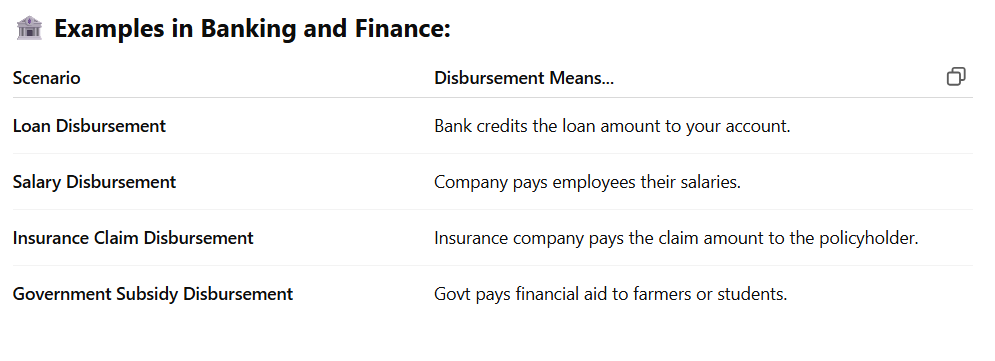 🏛️ Examples in Banking and Finance:
Scenario Disbursement Means...
Loan Disbursement Bank credits the loan amount to your account.
Salary Disbursement Company pays employees their salaries.
Insurance Claim Disbursement Insurance company pays the claim amount to the policyholder.
Government Subsidy Disbursement Govt pays financial aid to farmers or students.